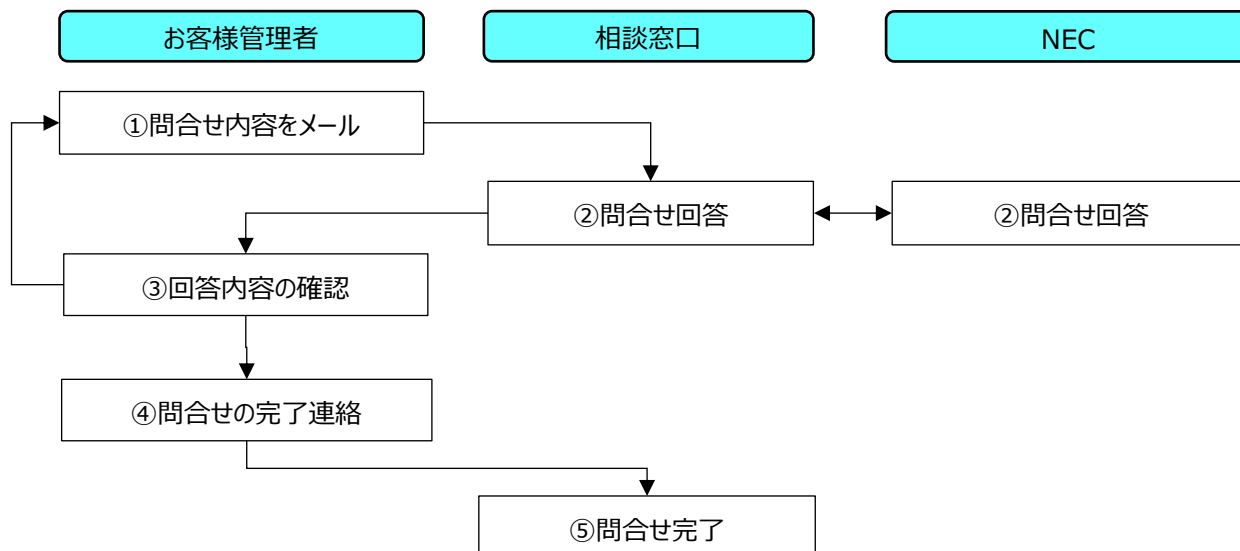 お客様管理者
相談窓口
NEC
①問合せ内容をメール
②問合せ回答
②問合せ回答
③回答内容の確認
④問合せの完了連絡
⑤問合せ完了